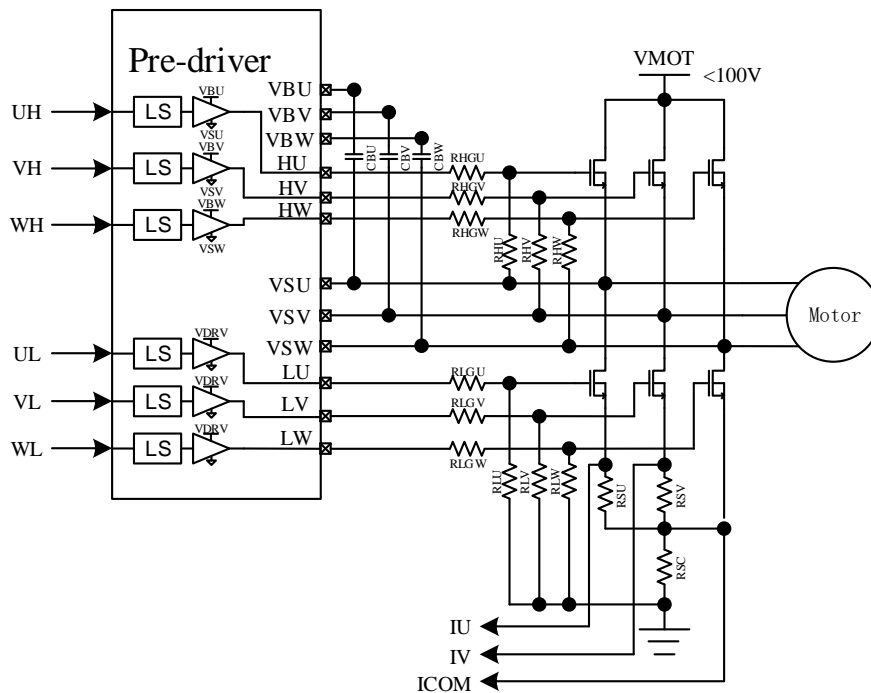 Pre-driver
VMOT
<100V
UH
LS
VBU
VSU
VBU
VBV
VBW
CBU
CBV
CBW
VH
LS
VBV
VSV
HU
HV
HW
RHGU
RHGV
RHGW
WH
LS
VBW
VSW
RHU
RHV
RHW
VSU
VSV
VSW
Motor
UL
LS
VDRV
LU
RLGU
VL
LS
VDRV
LV
RLGV
WL
LS
VDRV
LW
RLGW
RLU
RLV
RLW
RSU
RSV
RSC
IU
IV
ICOM